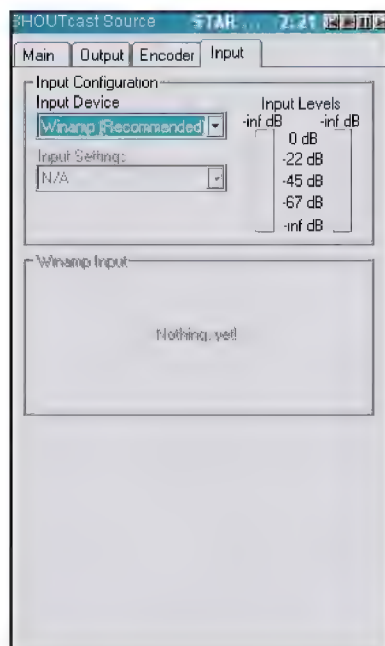 SHOUTcast Source STAR... 2:21
Main Output Encoder Input
Input Configuration
Input Device
Input Levels
Winamp (Recommended)
-inf dB -inf dB
0 dB
-22 dB
-45 dB
-67 dB
-inf dB
Input Setting:
N/A
Winamp Input
Nothing, yet!